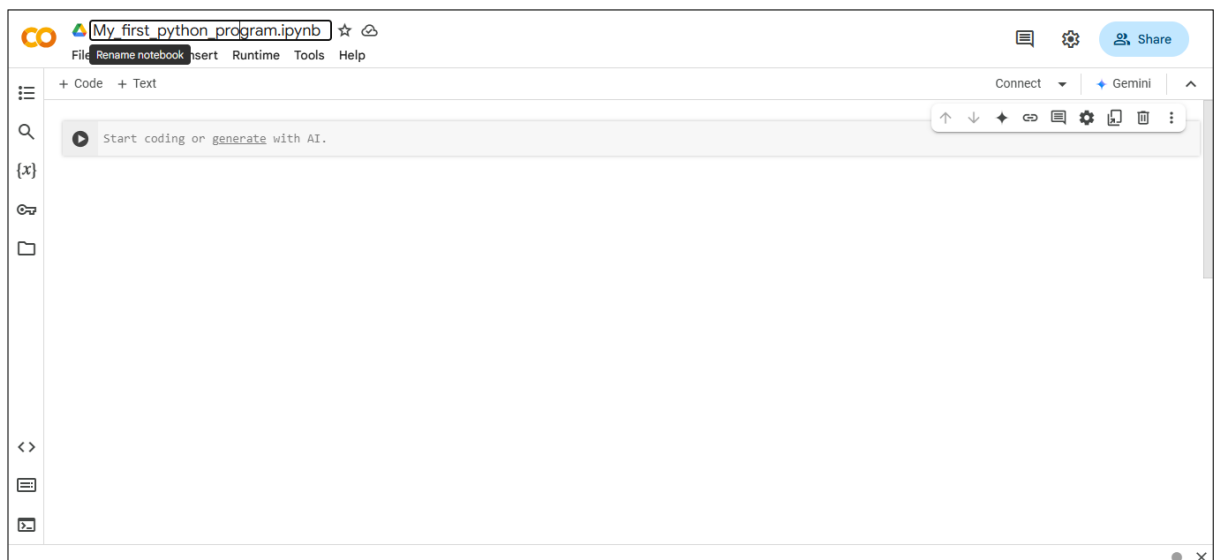 My_first_python_program.ipynb
File Rename notebook nsert Runtime Tools Help
Share
+ Code + Text
Connect Gemini
Start coding or generate with AI.
{x}